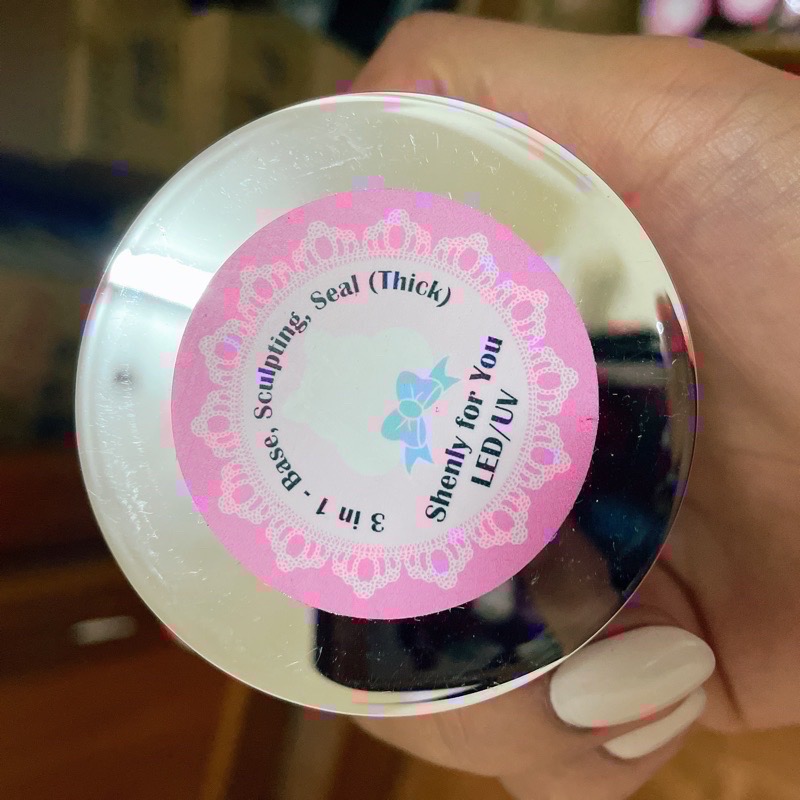 3 in 1 - Base, Sculpting, Seal (Thick)
Shenly for You
LED/UV